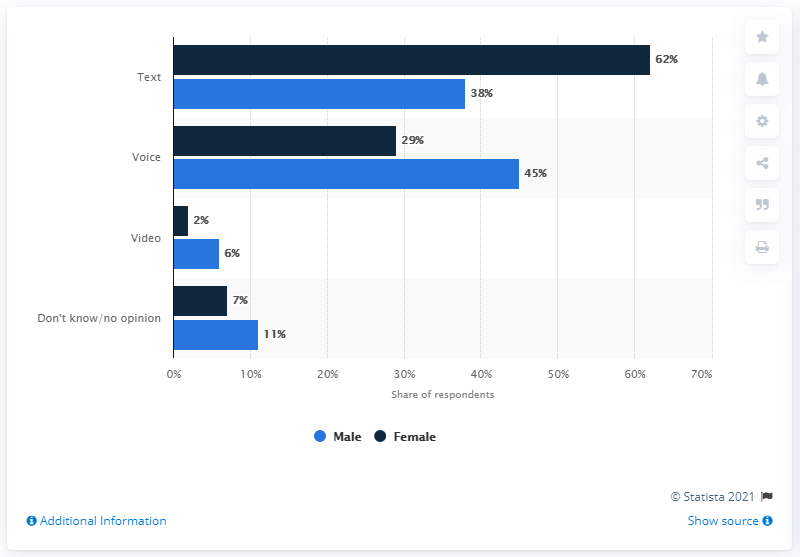 Text
62%
38%
Voice
29%
45%
Video
2%
6%
Don't know/no opinion
7%
11%
0% 10% 20% 30% 40% 50% 60% 70%
Share of respondents
Male Female
© Statista 2021
Additional Information Show source